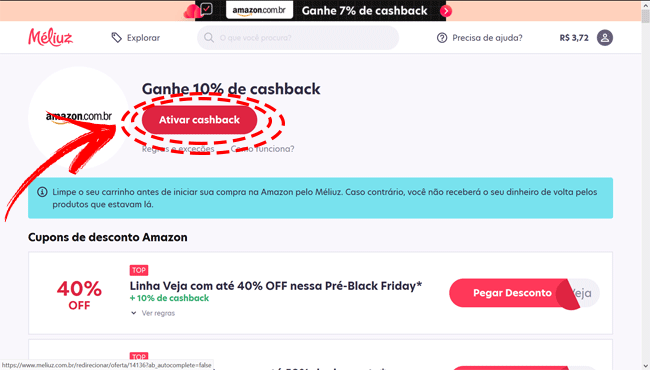 amazon.com.br Ganhe 7% de cashback
Méliuz Explorar O que você procura? Precisa de ajuda? R$ 3,72
Ganhe 10% de cashback
amazon.com.br
Ativar cashback
Regras e exceções Como funciona?
Limpe o seu carrinho antes de iniciar sua compra na Amazon pelo Méliuz. Caso contrário, você não receberá o seu dinheiro de volta pelos
produtos que estavam lá.
Cupons de desconto Amazon
TOP
40%
OFF
Linha Veja com até 40% OFF nessa Pré-Black Friday*
+ 10% de cashback
Ver regras
Pegar Desconto
Veja
https://www.meliuz.com.br/redirecionar/oferta/14136?ab_autocomplete=false
TOP